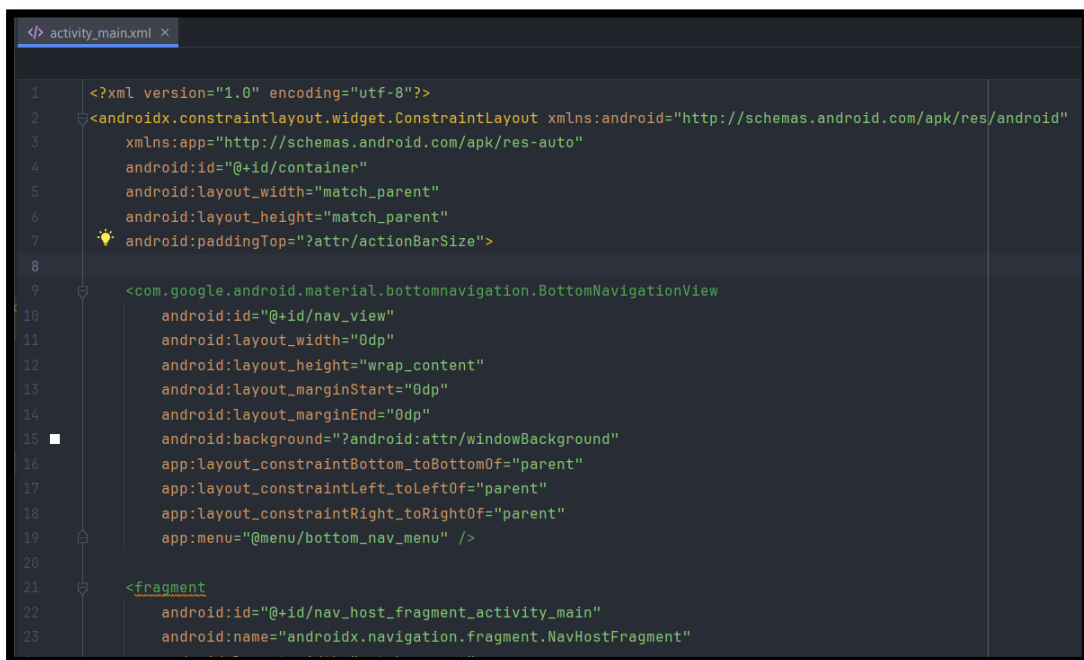 activity_main.xml
1 <?xml version="1.0" encoding="utf-8"?>
2 <androidx.constraintlayout.widget.ConstraintLayout xmlns:android="http://schemas.android.com/apk/res/android"
3 xmlns:app="http://schemas.android.com/apk/res-auto"
4 android:id="@+id/container"
5 android:layout_width="match_parent"
6 android:layout_height="match_parent"
7 android:paddingTop="?attr/actionBarSize">
8
9 <com.google.android.material.bottomnavigation.BottomNavigationView
10 android:id="@+id/nav_view"
11 android:layout_width="0dp"
12 android:layout_height="wrap_content"
13 android:layout_marginStart="0dp"
14 android:layout_marginEnd="0dp"
15 android:background="?android:attr/windowBackground"
16 app:layout_constraintBottom_toBottomOf="parent"
17 app:layout_constraintLeft_toLeftOf="parent"
18 app:layout_constraintRight_toRightOf="parent"
19 app:menu="@menu/bottom_nav_menu" />
20
21 <fragment
22 android:id="@+id/nav_host_fragment_activity_main"
23 android:name="androidx.navigation.fragment.NavHostFragment"